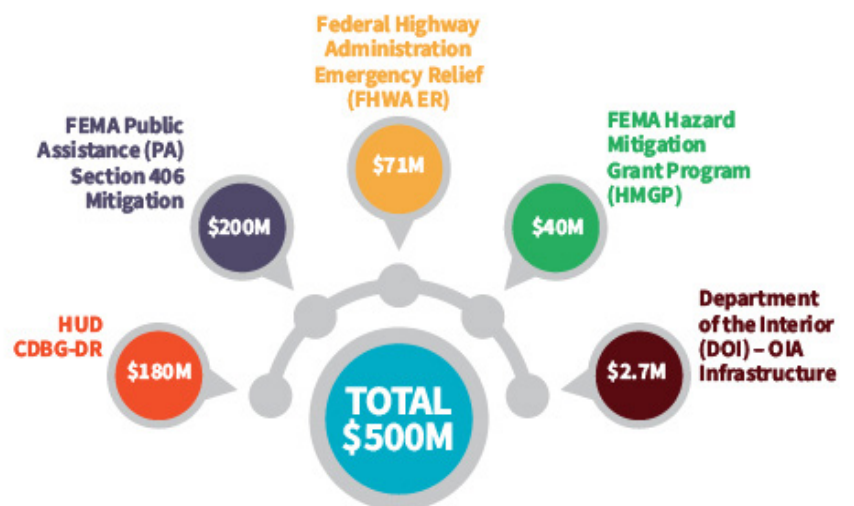 Federal Highway
Administration
Emergency Relief
(FHWA ER)
$71M
FEMA Public
Assistance (PA)
Section 406
Mitigation
$200M
FEMA Hazard
Mitigation
Grant Program
(HMGP)
$40M
HUD
CDBG-DR
$180M
Department
of the Interior
(DOI) – OIA
Infrastructure
$2.7M
TOTAL
$500M